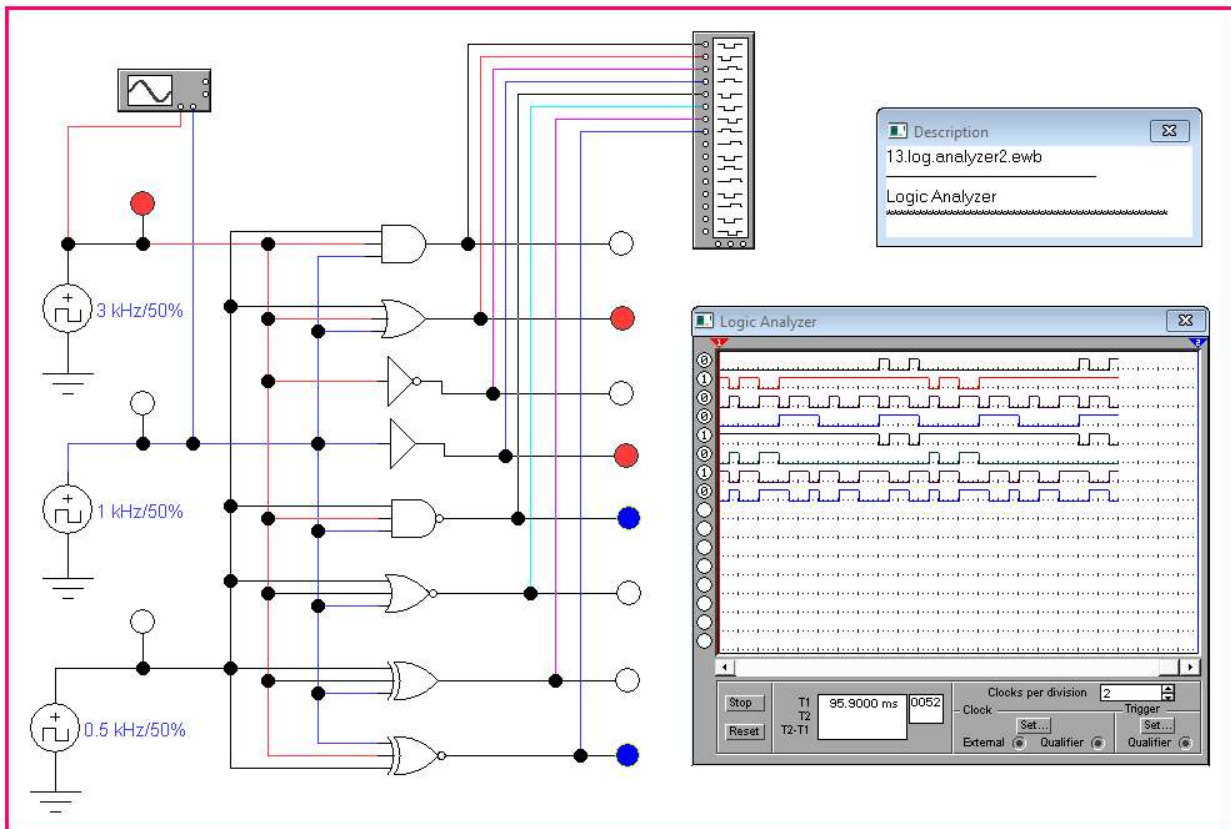 Description
13.log.analyzer2.ewb
Logic Analyzer
3 kHz/50%
1 kHz/50%
0.5 kHz/50%
Logic Analyzer
1
2
0
1
0
0
1
0
1
0
Clocks per division 2
Stop
Reset
T1 95.9000 ms 0052
T2
T2-T1
Clock
Set...
External Qualifier
Trigger
Set...
Qualifier